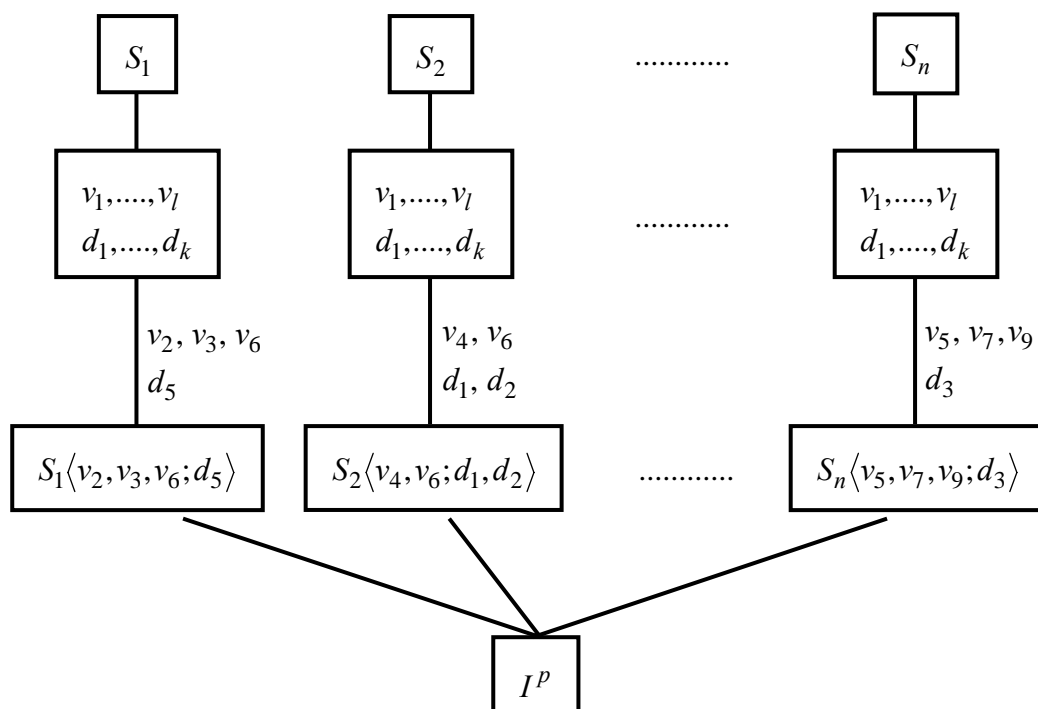 S₁ S₂ ............ Sₙ
v₁,....,vₗ v₁,....,vₗ ............ v₁,....,vₗ
d₁,....,dₖ d₁,....,dₖ d₁,....,dₖ
v₂, v₃, v₆ v₄, v₆ v₅, v₇, v₉
d₅ d₁, d₂ d₃
S₁⟨v₂,v₃,v₆;d₅⟩ S₂⟨v₄,v₆;d₁,d₂⟩ ............ Sₙ⟨v₅,v₇,v₉;d₃⟩
Iᵖ